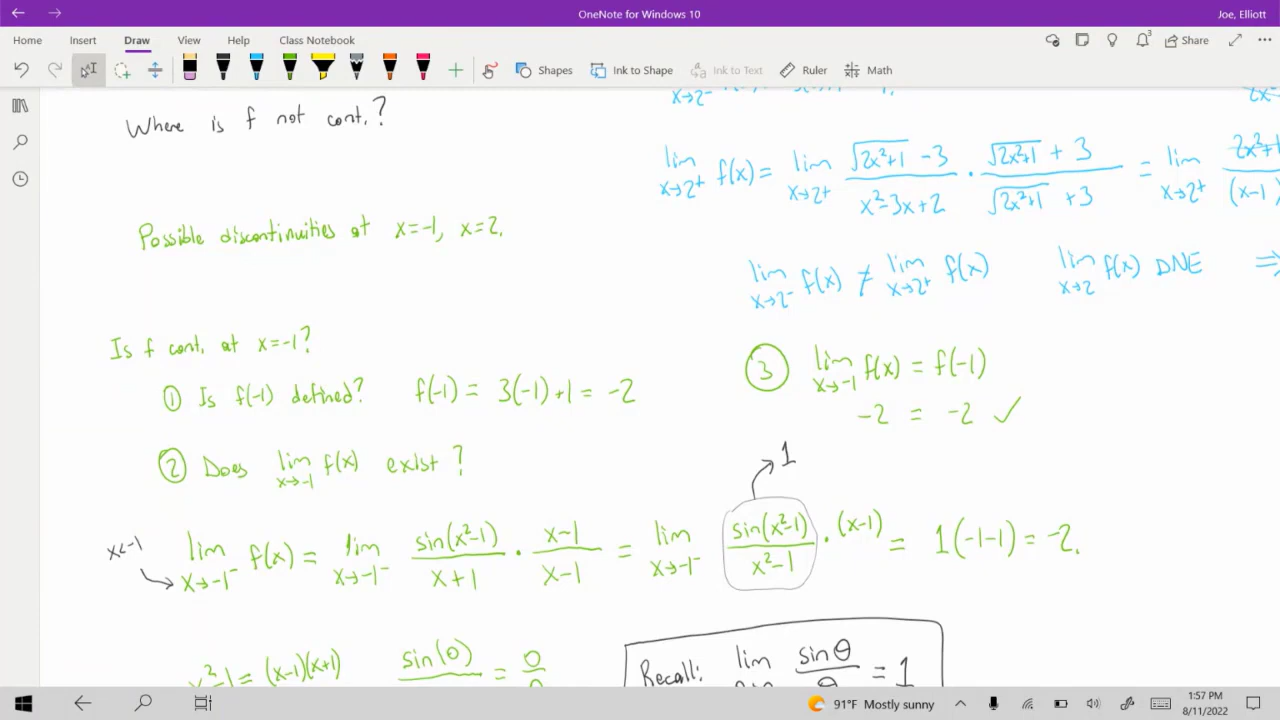 OneNote for Windows 10
Joe, Elliott
Home Insert Draw View Help Class Notebook
Share
Shapes Ink to Shape Ink to Text Ruler Math
Where is f not cont.?
Possible discontinuities at x=-1, x=2.
Is f cont. at x=-1?
① Is f(-1) defined? f(-1) = 3(-1)+1 = -2
② Does lim x→-1 f(x) exist?
x<-1
lim x→-1⁻ f(x) = lim x→-1⁻ sin(x²-1)/(x+1) · (x-1)/(x-1) = lim x→-1⁻ sin(x²-1)/(x²-1) · (x-1) = 1(-1-1) = -2.
→1
x²-1 = (x-1)(x+1)
sin(0) = 0
Recall: lim sinθ/θ = 1
x→2⁻
lim x→2⁺ f(x) = lim x→2⁺ (√2x²+1 - 3)/(x²-3x+2) · (√2x²+1 + 3)/(√2x²+1 + 3) = lim x→2⁺
lim x→2⁻ f(x) ≠ lim x→2⁺ f(x) lim x→2 f(x) DNE ⇒
③ lim x→-1 f(x) = f(-1)
-2 = -2 ✓
91°F Mostly sunny
1:57 PM
8/11/2022